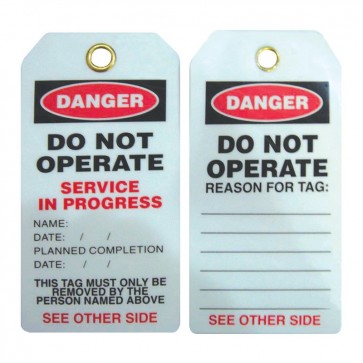 DANGER
DO NOT
OPERATE
SERVICE
IN PROGRESS
NAME:
DATE: / /
PLANNED COMPLETION
DATE: / /
THIS TAG MUST ONLY BE
REMOVED BY THE
PERSON NAMED ABOVE
SEE OTHER SIDE
DANGER
DO NOT
OPERATE
REASON FOR TAG:
SEE OTHER SIDE